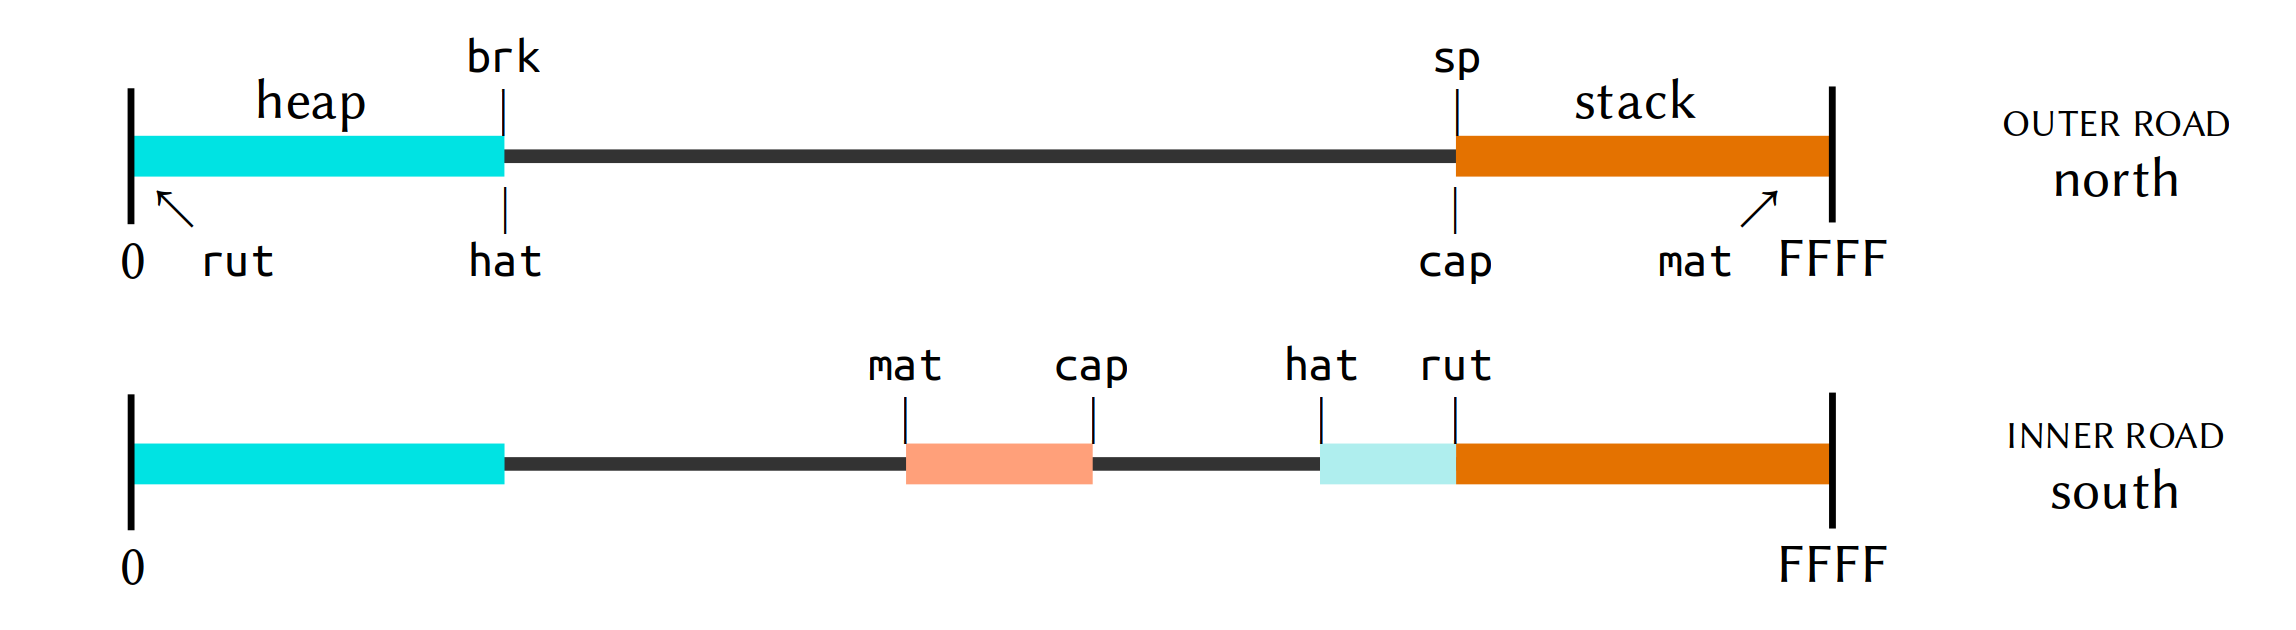 brk sp
heap stack
OUTER ROAD
north
0 rut hat cap mat FFFF
mat cap hat rut
INNER ROAD
south
0 FFFF